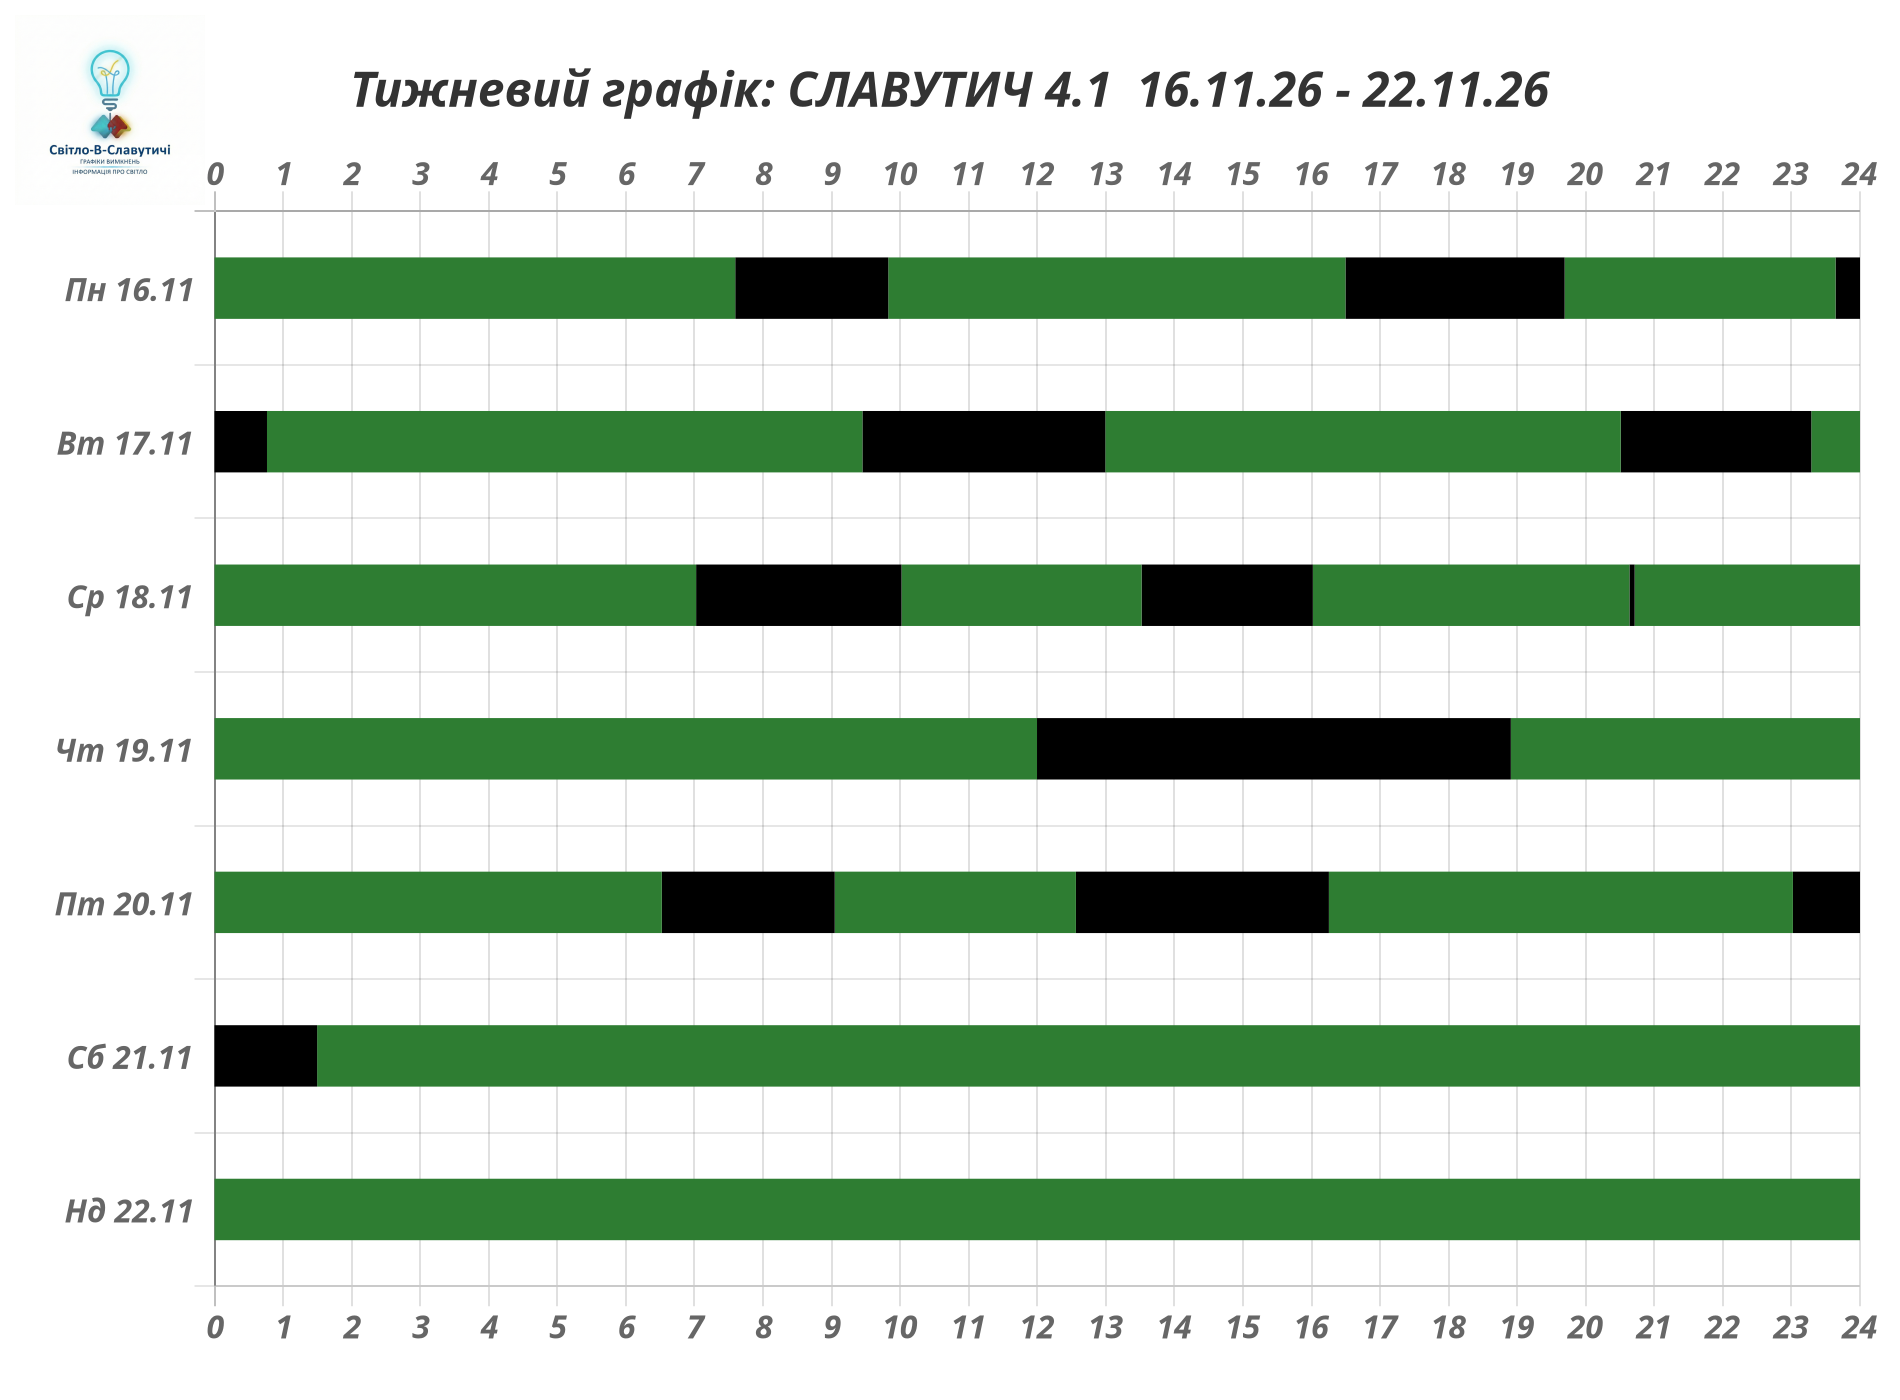 Тижневий графік: СЛАВУТИЧ 4.1 16.11.26 - 22.11.26
Світло-В-Славутичі
ГРАФІКИ ВИМКНЕНЬ
ІНФОРМАЦІЯ ПРО СВІТЛО
0 1 2 3 4 5 6 7 8 9 10 11 12 13 14 15 16 17 18 19 20 21 22 23 24
Пн 16.11
Вт 17.11
Ср 18.11
Чт 19.11
Пт 20.11
Сб 21.11
Нд 22.11
0 1 2 3 4 5 6 7 8 9 10 11 12 13 14 15 16 17 18 19 20 21 22 23 24